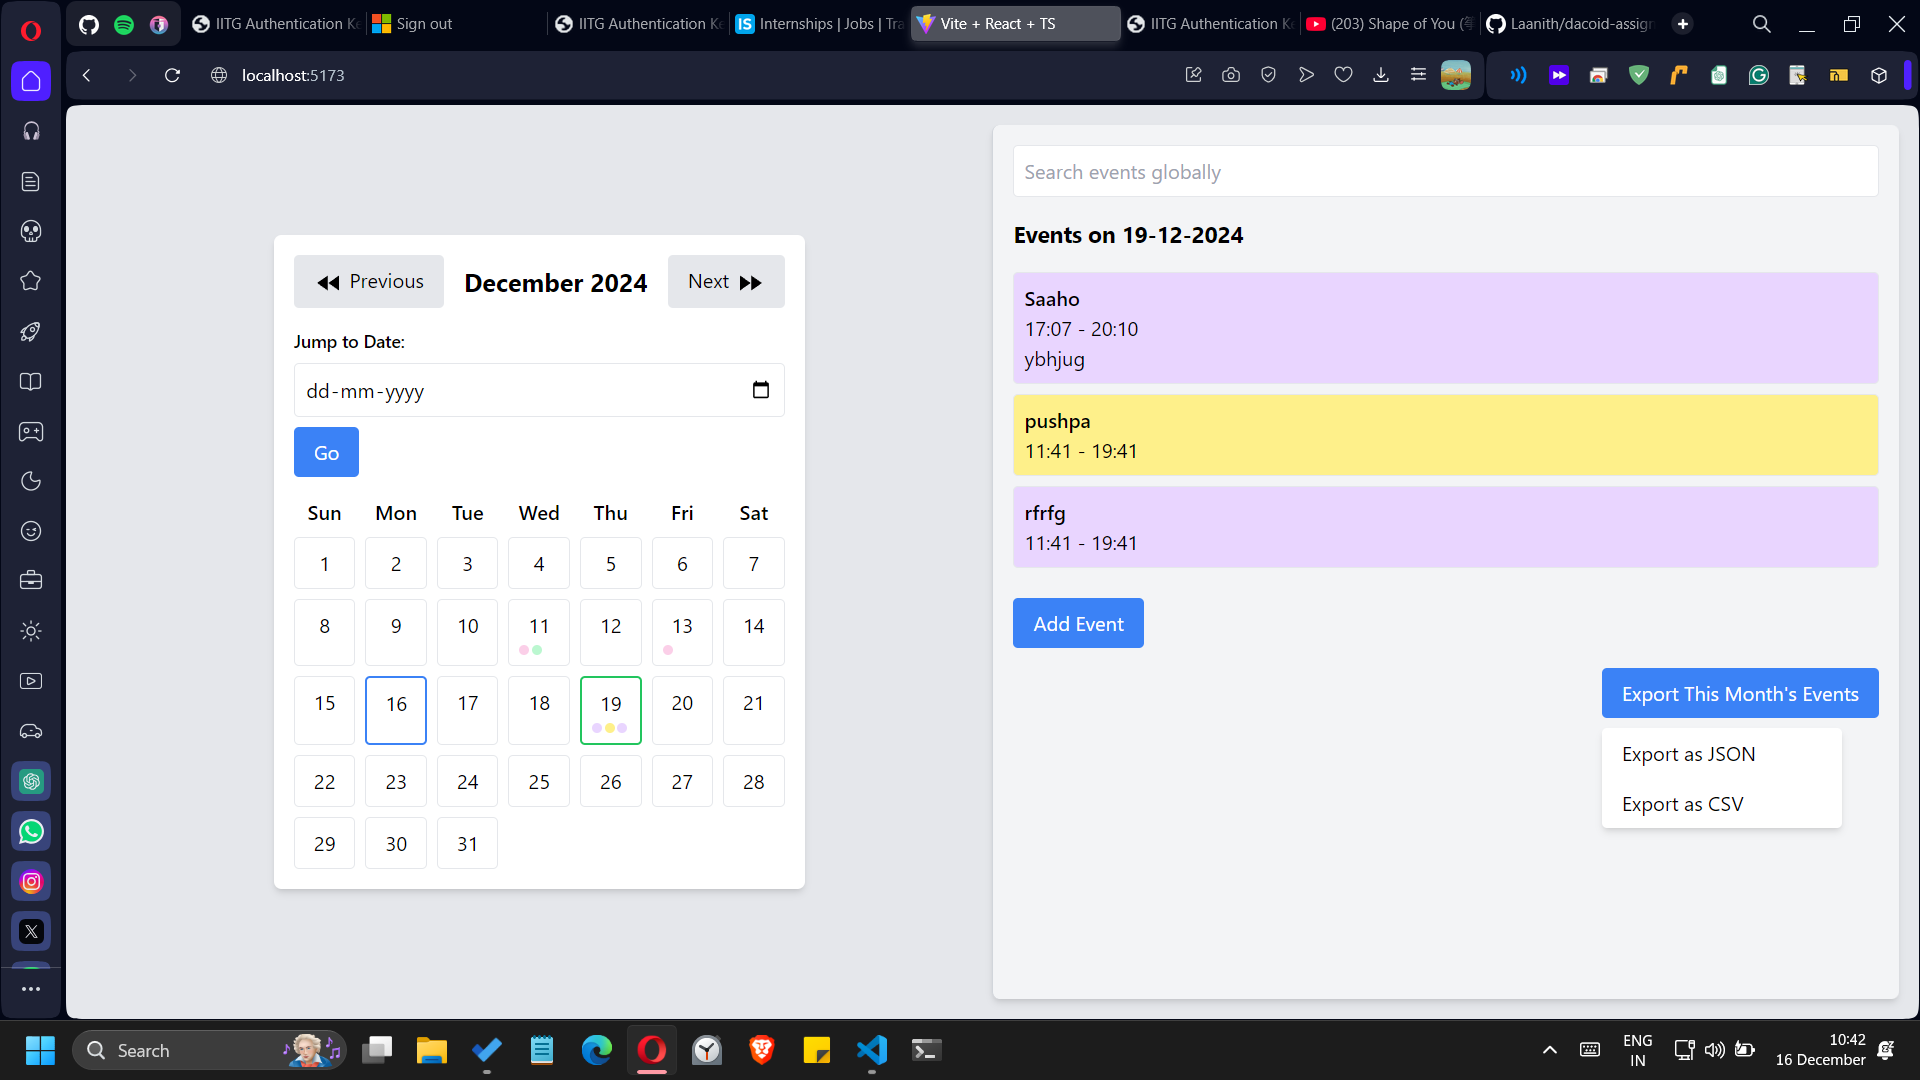 IITG Authentication Ke
Sign out
IITG Authentication Ke
Internships | Jobs | Tra
Vite + React + TS
IITG Authentication Ke
(203) Shape of You
Laanith/dacoid-assign
localhost:5173
Previous
December 2024
Next
Jump to Date:
dd-mm-yyyy
Go
Sun Mon Tue Wed Thu Fri Sat
1 2 3 4 5 6 7
8 9 10 11 12 13 14
15 16 17 18 19 20 21
22 23 24 25 26 27 28
29 30 31
Search events globally
Events on 19-12-2024
Saaho
17:07 - 20:10
ybhjug
pushpa
11:41 - 19:41
rfrfg
11:41 - 19:41
Add Event
Export This Month's Events
Export as JSON
Export as CSV
Search
ENG
IN
10:42
16 December